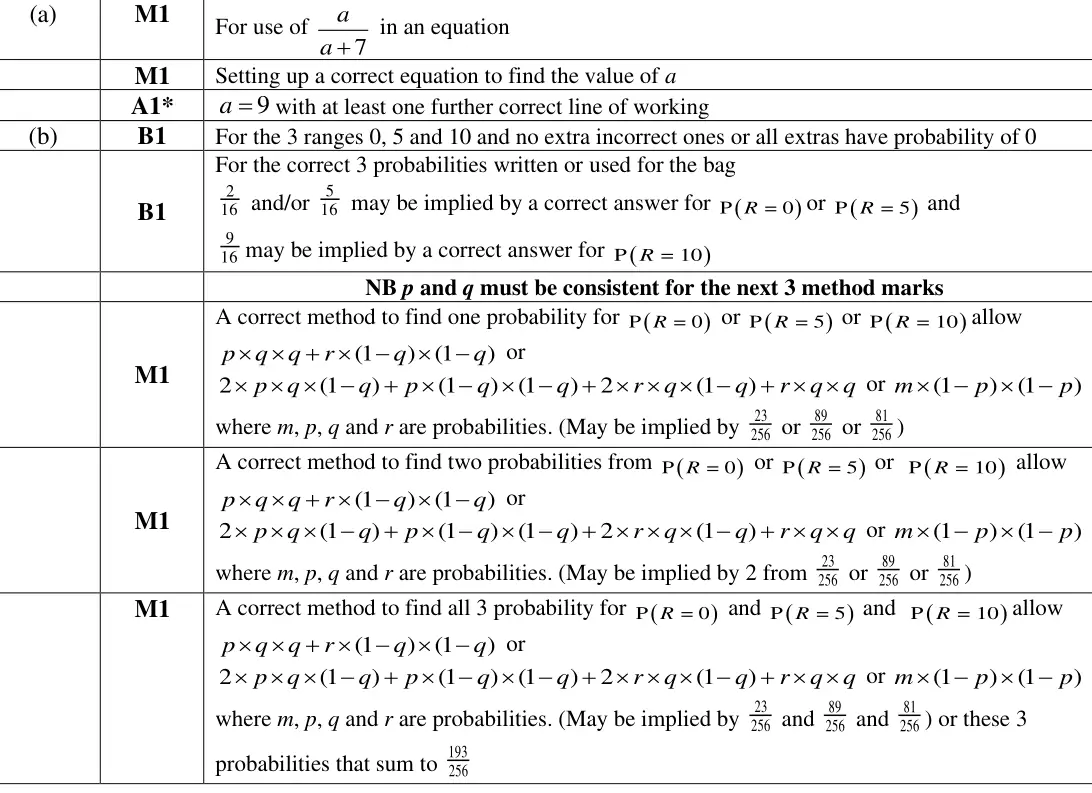 (a) M1 For use of a/(a+7) in an equation
M1 Setting up a correct equation to find the value of a
A1* a = 9 with at least one further correct line of working
(b) B1 For the 3 ranges 0, 5 and 10 and no extra incorrect ones or all extras have probability of 0
For the correct 3 probabilities written or used for the bag
B1 2/16 and/or 5/16 may be implied by a correct answer for P(R = 0) or P(R = 5) and
9/16 may be implied by a correct answer for P(R = 10)
NB p and q must be consistent for the next 3 method marks
A correct method to find one probability for P(R = 0) or P(R = 5) or P(R = 10) allow
p×q×q+r×(1−q)×(1−q) or
M1 2×p×q×(1−q)+p×(1−q)×(1−q)+2×r×q×(1−q)+r×q×q or m×(1−p)×(1−p)
where m, p, q and r are probabilities. (May be implied by 23/256 or 89/256 or 81/256)
A correct method to find two probabilities from P(R = 0) or P(R = 5) or P(R = 10) allow
p×q×q+r×(1−q)×(1−q) or
M1 2×p×q×(1−q)+p×(1−q)×(1−q)+2×r×q×(1−q)+r×q×q or m×(1−p)×(1−p)
where m, p, q and r are probabilities. (May be implied by 2 from 23/256 or 89/256 or 81/256)
M1 A correct method to find all 3 probability for P(R = 0) and P(R = 5) and P(R = 10) allow
p×q×q+r×(1−q)×(1−q) or
2×p×q×(1−q)+p×(1−q)×(1−q)+2×r×q×(1−q)+r×q×q or m×(1−p)×(1−p)
where m, p, q and r are probabilities. (May be implied by 23/256 and 89/256 and 81/256) or these 3
probabilities that sum to 193/256